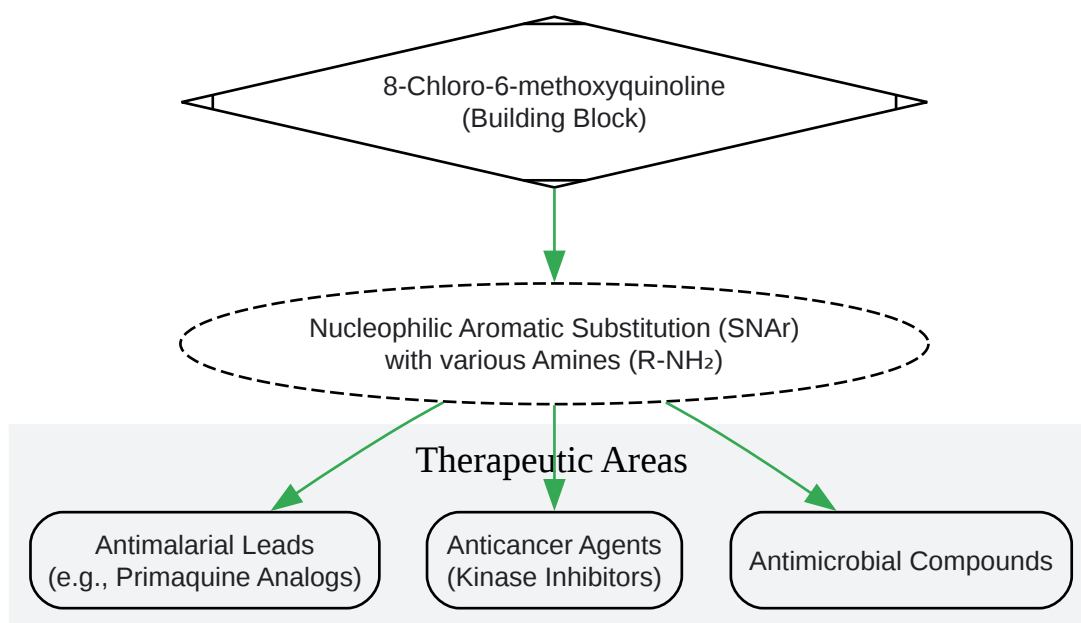 8-Chloro-6-methoxyquinoline
(Building Block)
Nucleophilic Aromatic Substitution (SNAr)
with various Amines (R-NH₂)
Therapeutic Areas
Antimalarial Leads
(e.g., Primaquine Analogs)
Anticancer Agents
(Kinase Inhibitors)
Antimicrobial Compounds